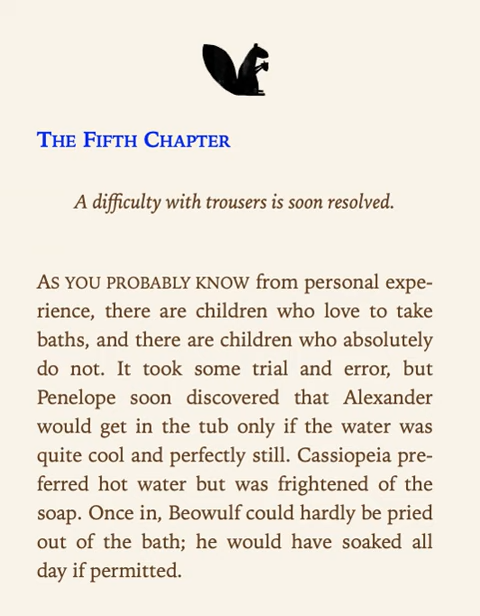 The Fifth Chapter
A difficulty with trousers is soon resolved.
As you probably know from personal expe-
rience, there are children who love to take
baths, and there are children who absolutely
do not. It took some trial and error, but
Penelope soon discovered that Alexander
would get in the tub only if the water was
quite cool and perfectly still. Cassiopeia pre-
ferred hot water but was frightened of the
soap. Once in, Beowulf could hardly be pried
out of the bath; he would have soaked all
day if permitted.